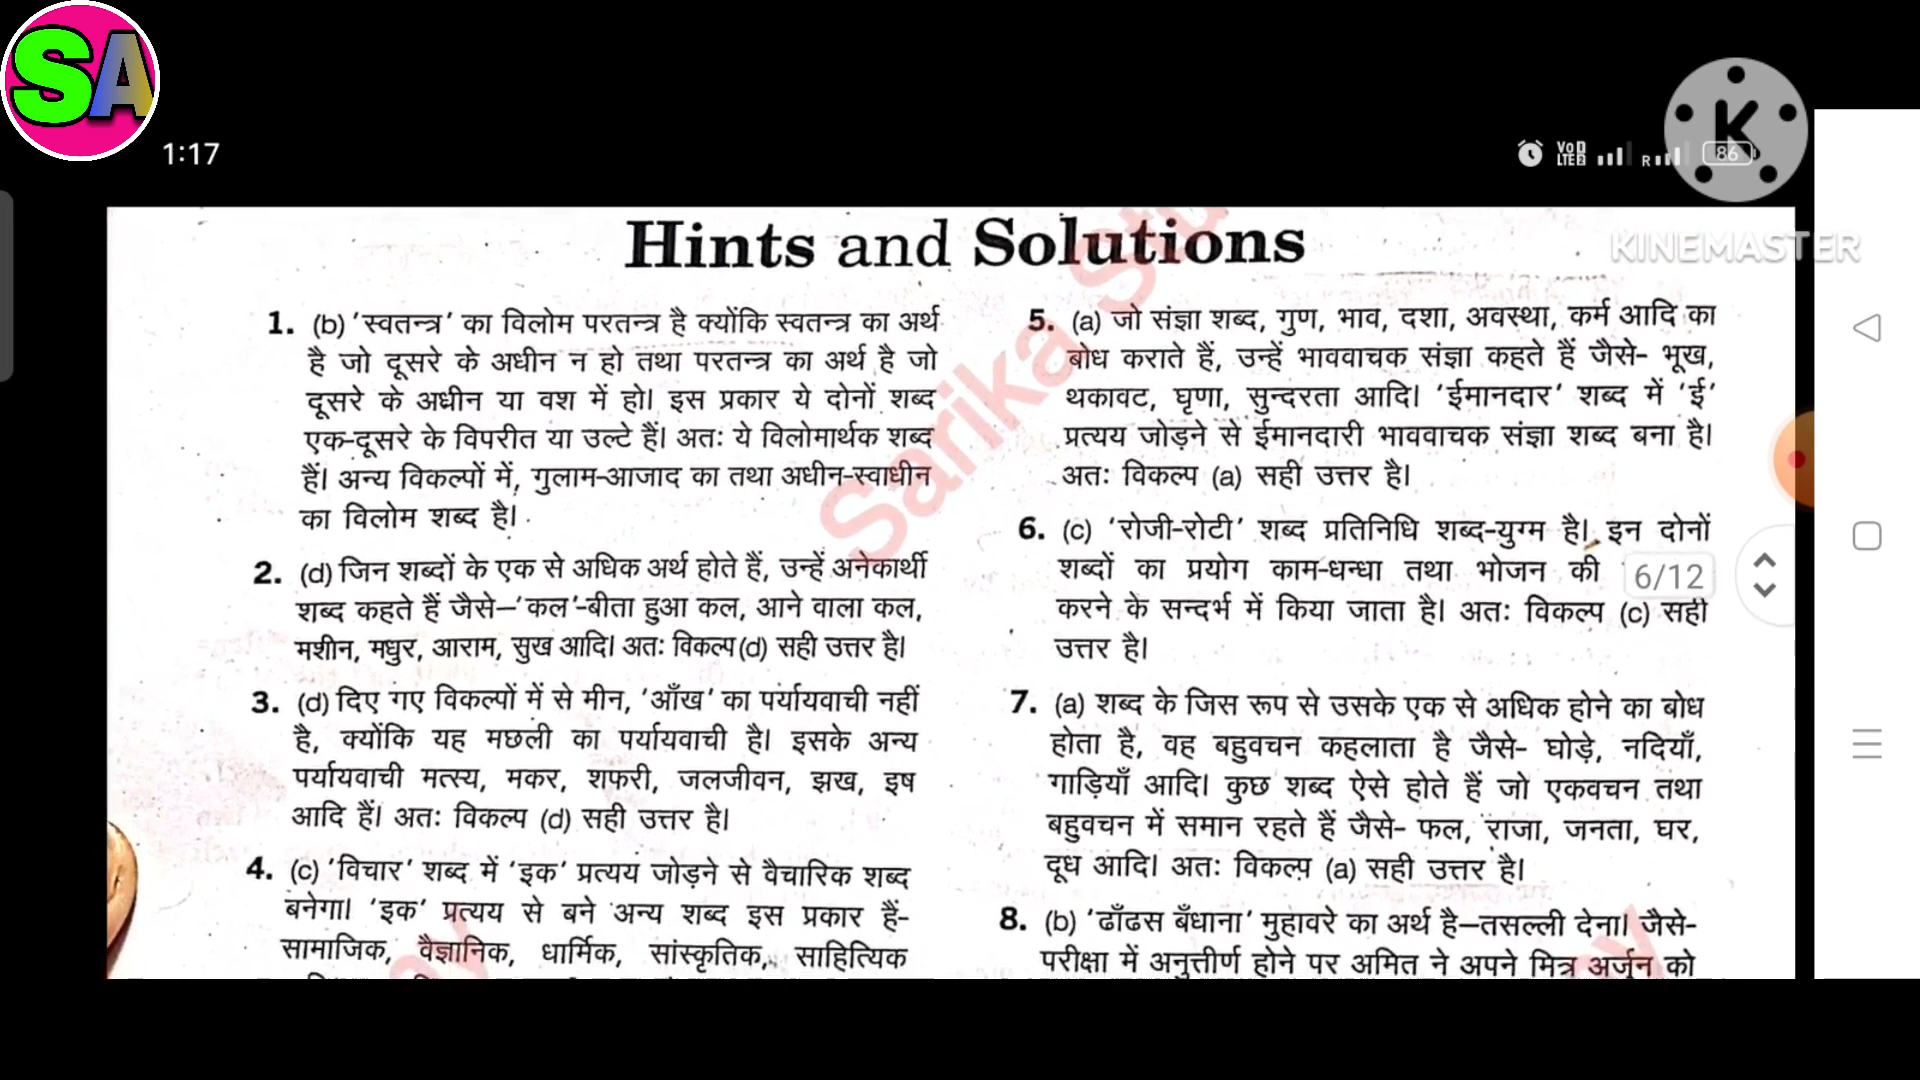 SA
1:17
Vo
LTE 2
R
86
K
KINEMASTER
Hints and Solutions
1. (b) 'स्वतन्त्र' का विलोम परतन्त्र है क्योंकि स्वतन्त्र का अर्थ
है जो दूसरे के अधीन न हो तथा परतन्त्र का अर्थ है जो
दूसरे के अधीन या वश में हो। इस प्रकार ये दोनों शब्द
एक-दूसरे के विपरीत या उल्टे हैं। अतः ये विलोमार्थक शब्द
हैं। अन्य विकल्पों में, गुलाम-आजाद का तथा अधीन-स्वाधीन
का विलोम शब्द है।
2. (d) जिन शब्दों के एक से अधिक अर्थ होते हैं, उन्हें अनेकार्थी
शब्द कहते हैं जैसे–'कल'-बीता हुआ कल, आने वाला कल,
मशीन, मधुर, आराम, सुख आदि। अतः विकल्प (d) सही उत्तर है।
3. (d) दिए गए विकल्पों में से मीन, 'आँख' का पर्यायवाची नहीं
है, क्योंकि यह मछली का पर्यायवाची है। इसके अन्य
पर्यायवाची मत्स्य, मकर, शफरी, जलजीवन, झख, इष
आदि हैं। अतः विकल्प (d) सही उत्तर है।
4. (c) 'विचार' शब्द में 'इक' प्रत्यय जोड़ने से वैचारिक शब्द
बनेगा। 'इक' प्रत्यय से बने अन्य शब्द इस प्रकार हैं-
सामाजिक, वैज्ञानिक, धार्मिक, सांस्कृतिक, साहित्यिक
5. (a) जो संज्ञा शब्द, गुण, भाव, दशा, अवस्था, कर्म आदि का
बोध कराते हैं, उन्हें भाववाचक संज्ञा कहते हैं जैसे- भूख,
थकावट, घृणा, सुन्दरता आदि। 'ईमानदार' शब्द में 'ई'
प्रत्यय जोड़ने से ईमानदारी भाववाचक संज्ञा शब्द बना है।
अतः विकल्प (a) सही उत्तर है।
6. (c) 'रोजी-रोटी' शब्द प्रतिनिधि शब्द-युग्म है। इन दोनों
शब्दों का प्रयोग काम-धन्धा तथा भोजन की
6/12
करने के सन्दर्भ में किया जाता है। अतः विकल्प (c) सही
उत्तर है।
7. (a) शब्द के जिस रूप से उसके एक से अधिक होने का बोध
होता है, वह बहुवचन कहलाता है जैसे- घोड़े, नदियाँ,
गाड़ियाँ आदि। कुछ शब्द ऐसे होते हैं जो एकवचन तथा
बहुवचन में समान रहते हैं जैसे- फल, राजा, जनता, घर,
दूध आदि। अतः विकल्प (a) सही उत्तर है।
8. (b) 'ढाँढस बँधाना' मुहावरे का अर्थ है–तसल्ली देना। जैसे-
परीक्षा में अनुत्तीर्ण होने पर अमित ने अपने मित्र अर्जुन को
Sarika Stu